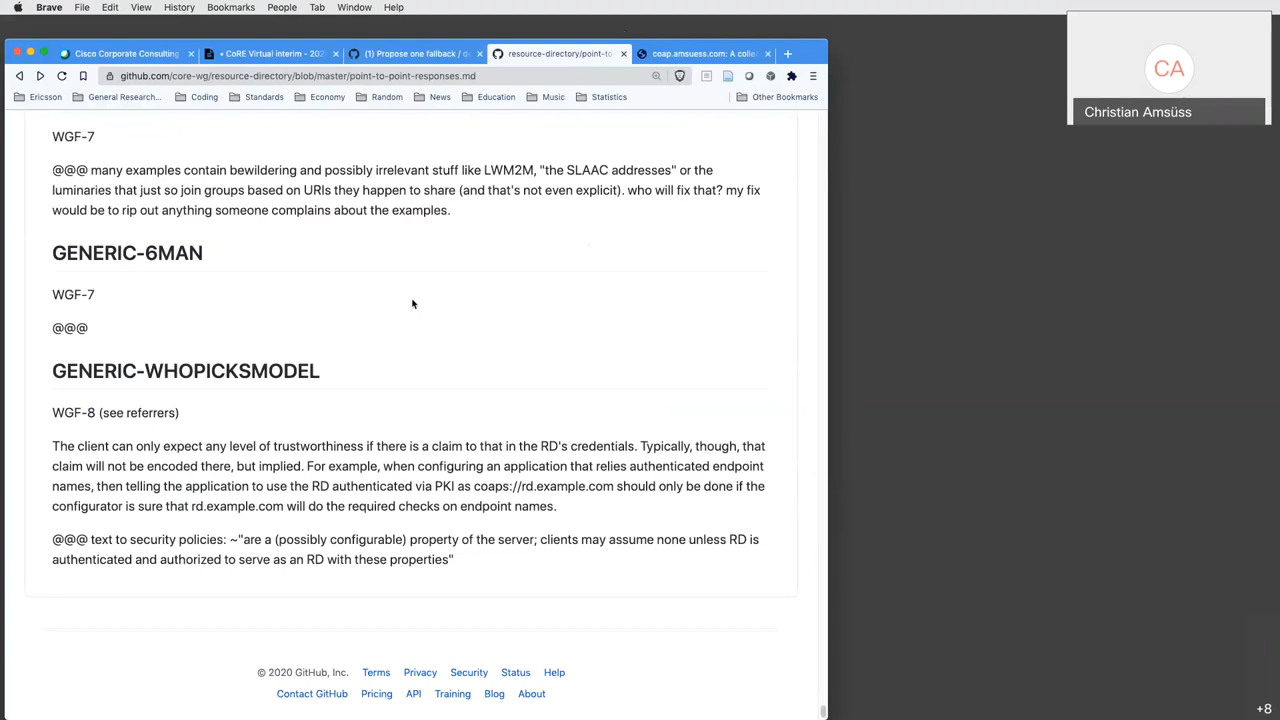 Brave File Edit View History Bookmarks People Tab Window Help
Cisco Corporate Consulting
• CoRE Virtual interim - 202
(1) Propose one fallback / d
resource-directory/point-to
coap.amsuess.com: A colle
github.com/core-wg/resource-directory/blob/master/point-to-point-responses.md
Ericsson General Research... Coding Standards Economy Random News Education Music Statistics Other Bookmarks
CA
Christian Amsüss
WGF-7
@@@ many examples contain bewildering and possibly irrelevant stuff like LWM2M, "the SLAAC addresses" or the
luminaries that just so join groups based on URIs they happen to share (and that's not even explicit). who will fix that? my fix
would be to rip out anything someone complains about the examples.
GENERIC-6MAN
WGF-7
@@@
GENERIC-WHOPICKSMODEL
WGF-8 (see referrers)
The client can only expect any level of trustworthiness if there is a claim to that in the RD's credentials. Typically, though, that
claim will not be encoded there, but implied. For example, when configuring an application that relies authenticated endpoint
names, then telling the application to use the RD authenticated via PKI as coaps://rd.example.com should only be done if the
configurator is sure that rd.example.com will do the required checks on endpoint names.
@@@ text to security policies: ~"are a (possibly configurable) property of the server; clients may assume none unless RD is
authenticated and authorized to serve as an RD with these properties"
© 2020 GitHub, Inc. Terms Privacy Security Status Help
Contact GitHub Pricing API Training Blog About
+8